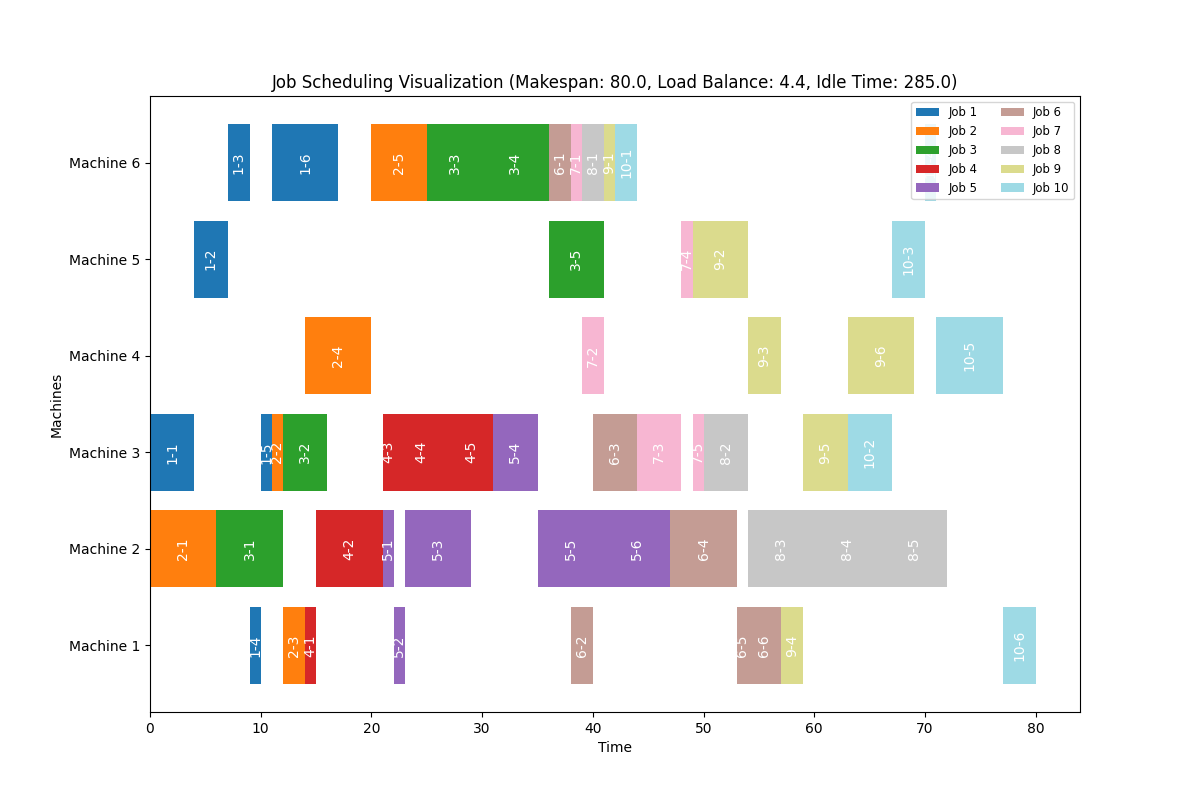 Job Scheduling Visualization (Makespan: 80.0, Load Balance: 4.4, Idle Time: 285.0)
Job 1 Job 6
Job 2 Job 7
Job 3 Job 8
Job 4 Job 9
Job 5 Job 10
Machines
Machine 6
1-3 1-6 2-5 3-3 3-4 6-1 7-1 8-1 9-1 10-1
Machine 5
1-2 3-5 7-4 9-2 10-3
Machine 4
2-4 7-2 9-3 9-6 10-5
Machine 3
1-1 1-5 2-2 3-2 4-3 4-4 4-5 5-4 6-3 7-3 7-5 8-2 9-5 10-2
Machine 2
2-1 3-1 4-2 5-1 5-3 5-5 5-6 6-4 8-3 8-4 8-5
Machine 1
1-4 2-3 4-1 5-2 6-2 6-5 6-6 9-4 10-6
0 10 20 30 40 50 60 70 80
Time